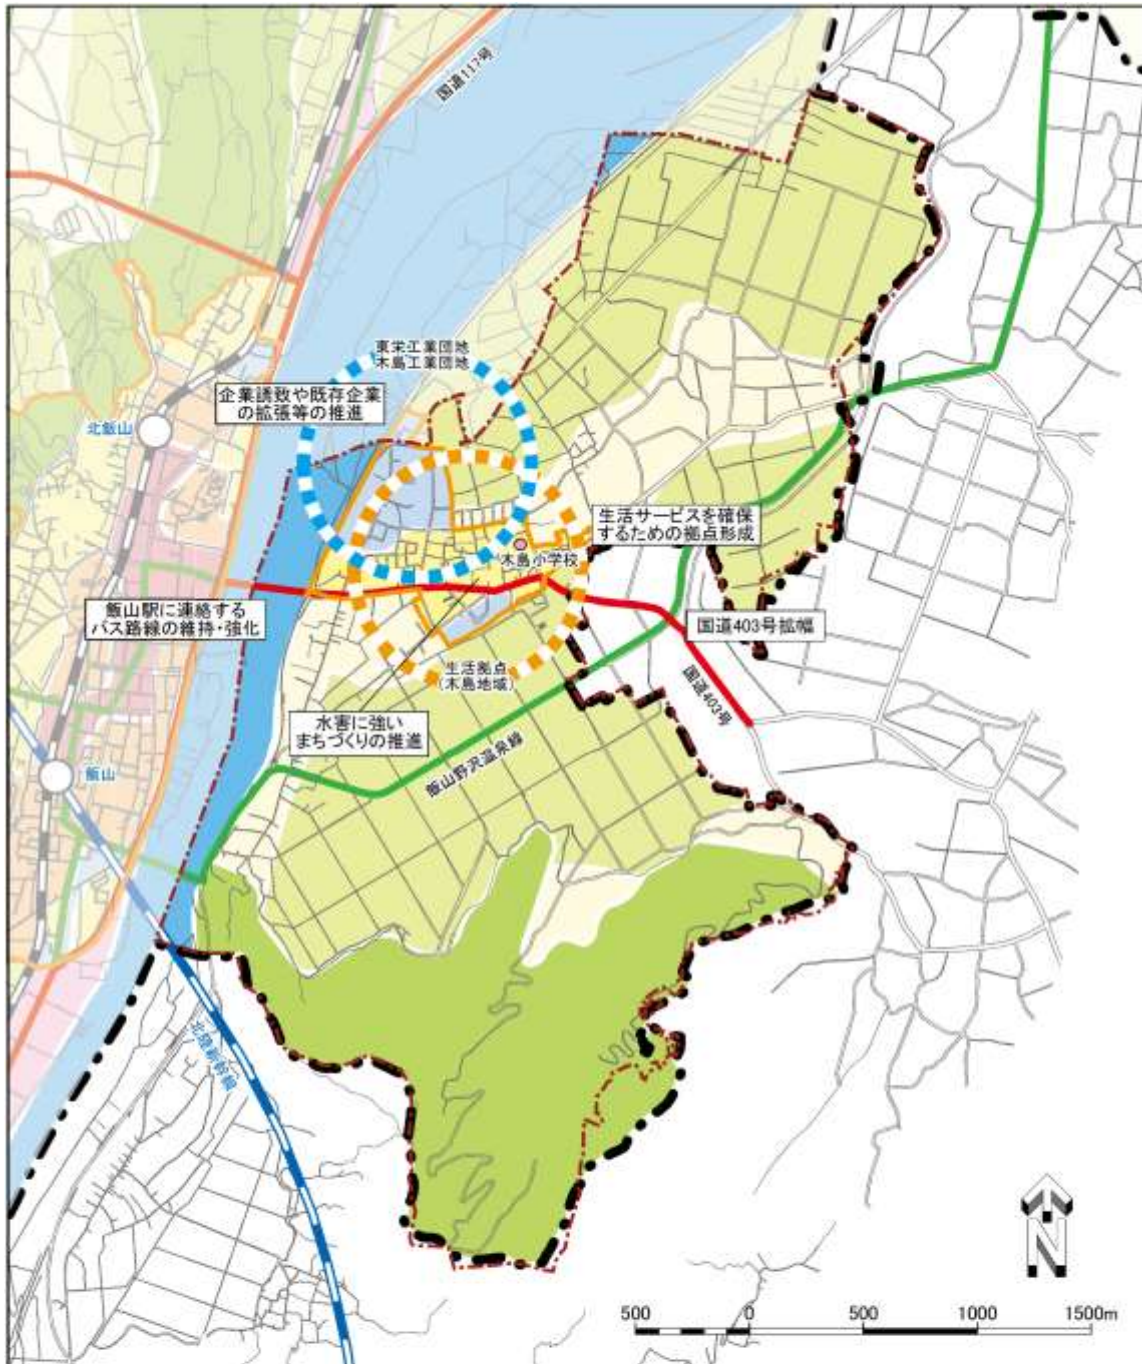 国道117号
東栄工業団地
木島工業団地
企業誘致や既存企業
の拡張等の推進
北飯山
生活サービスを確保
するための拠点形成
木島小学校
飯山駅に連絡する
バス路線の維持・強化
国道403号拡幅
生活拠点
(木島地域)
国道403号
水害に強い
まちづくりの推進
飯山野沢温泉線
飯山
北陸新幹線
N
500 0 500 1000 1500m